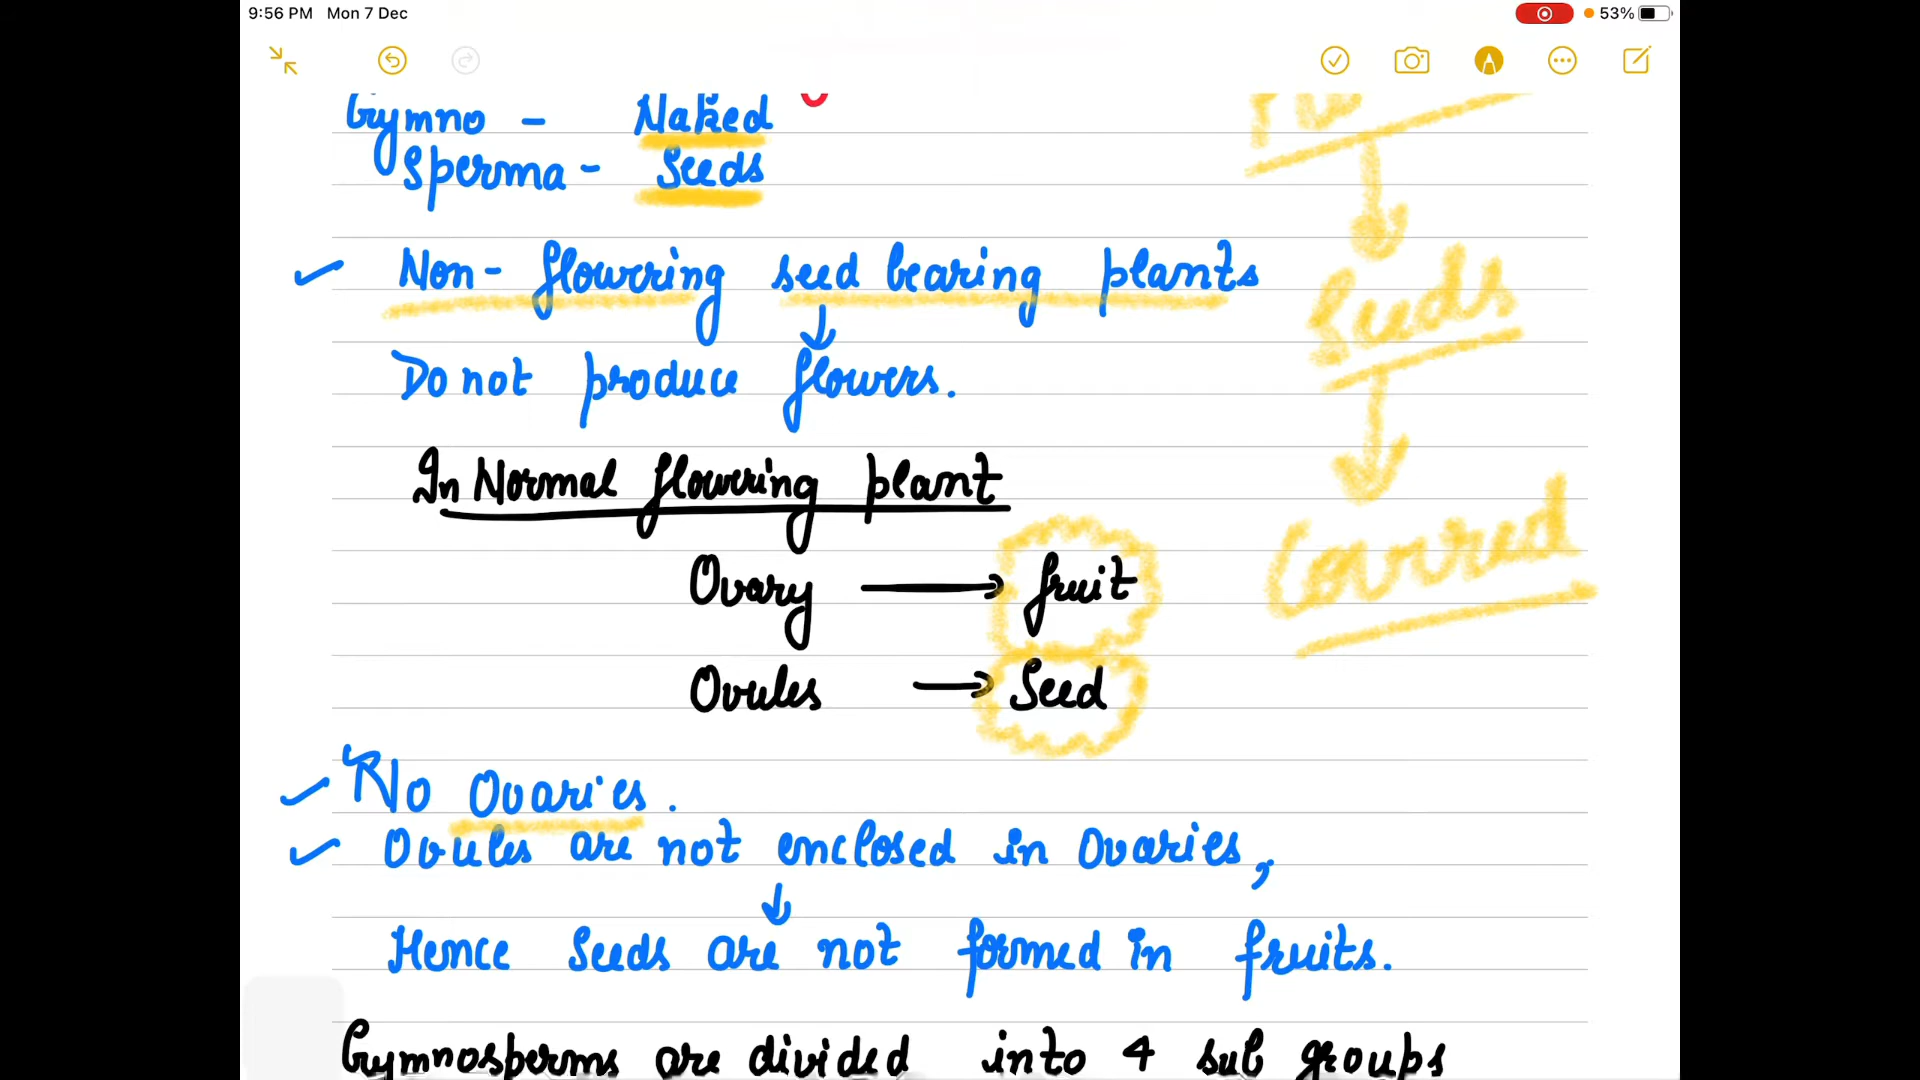 9:56 PM Mon 7 Dec
53%
Gymno - Naked
Sperma - Seeds
Non- flowering seed bearing plants
Do not produce flowers.
Seeds
In Normal flowering plant
Covered
Ovary → fruit
Ovules → Seed
No Ovaries.
Ovules are not enclosed in Ovaries,
Hence Seeds are not formed in fruits.
Gymnosperms are divided into 4 sub groups